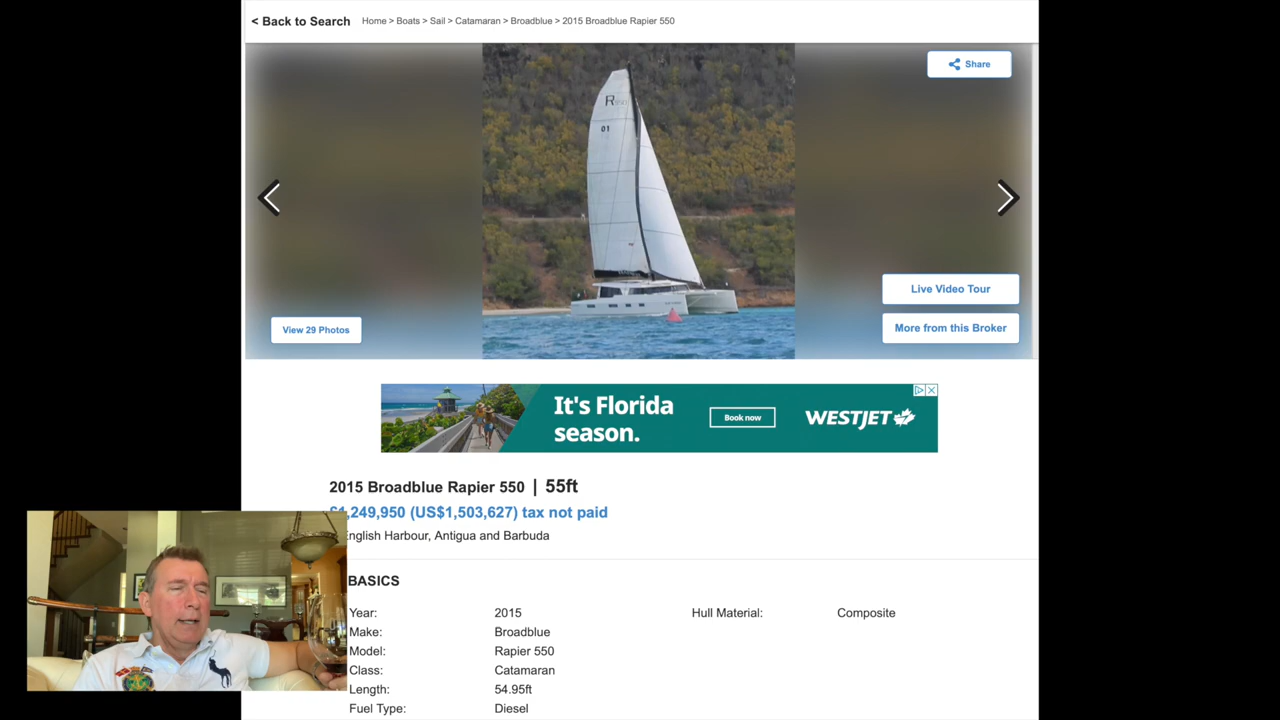 < Back to Search
Home > Boats > Sail > Catamaran > Broadblue > 2015 Broadblue Rapier 550
Share
R550
01
Live Video Tour
View 29 Photos
More from this Broker
It's Florida
season.
Book now
WESTJET
2015 Broadblue Rapier 550 | 55ft
£1,249,950 (US$1,503,627) tax not paid
English Harbour, Antigua and Barbuda
BASICS
Year: 2015
Hull Material: Composite
Make: Broadblue
Model: Rapier 550
Class: Catamaran
Length: 54.95ft
Fuel Type: Diesel